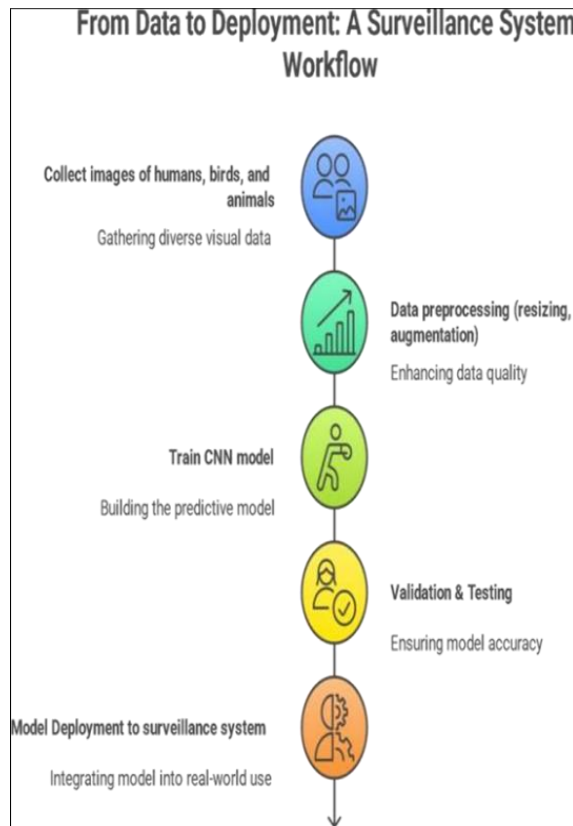 From Data to Deployment: A Surveillance System
Workflow
Collect images of humans, birds, and
animals
Gathering diverse visual data
Data preprocessing (resizing,
augmentation)
Enhancing data quality
Train CNN model
Building the predictive model
Validation & Testing
Ensuring model accuracy
Model Deployment to surveillance system
Integrating model into real-world use